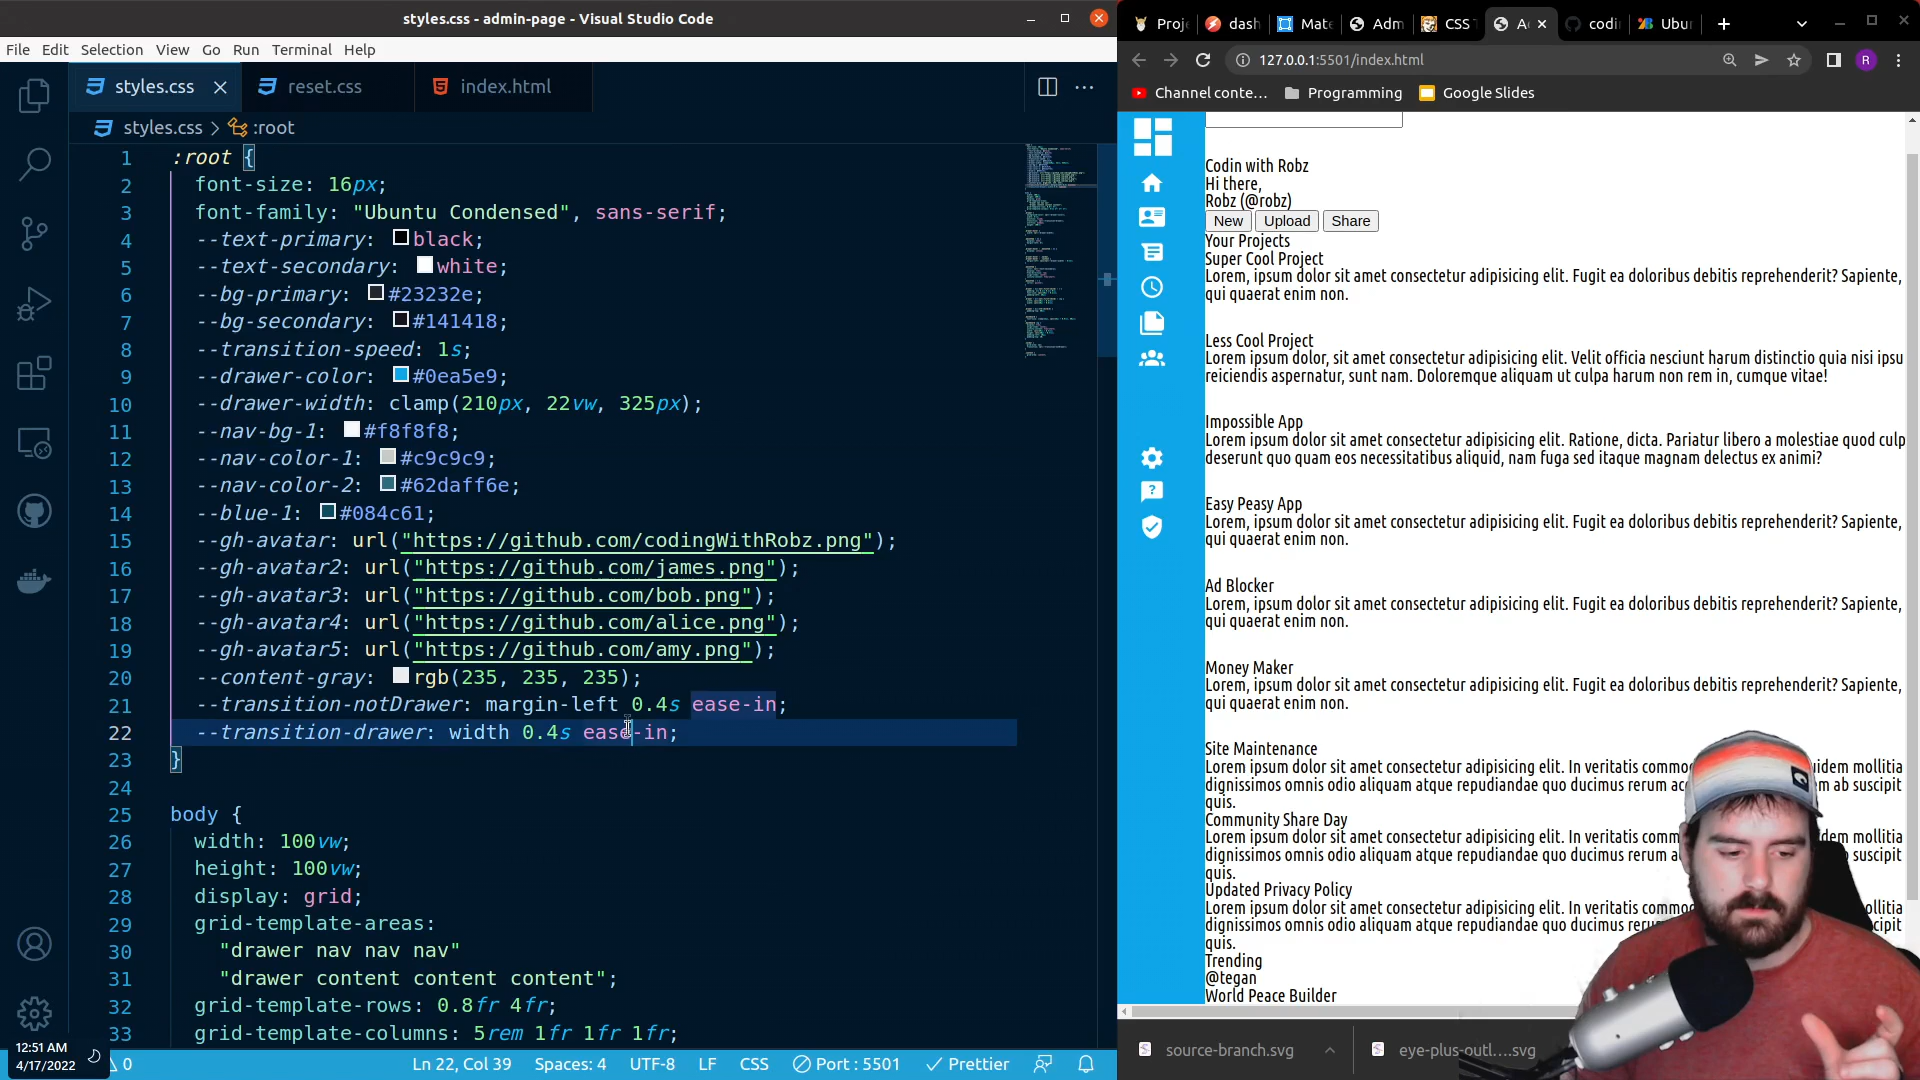 styles.css - admin-page - Visual Studio Code
File Edit Selection View Go Run Terminal Help
styles.css reset.css index.html
styles.css > :root
1 :root {
2 font-size: 16px;
3 font-family: "Ubuntu Condensed", sans-serif;
4 --text-primary: black;
5 --text-secondary: white;
6 --bg-primary: #23232e;
7 --bg-secondary: #141418;
8 --transition-speed: 1s;
9 --drawer-color: #0ea5e9;
10 --drawer-width: clamp(210px, 22vw, 325px);
11 --nav-bg-1: #f8f8f8;
12 --nav-color-1: #c9c9c9;
13 --nav-color-2: #62daff6e;
14 --blue-1: #084c61;
15 --gh-avatar: url("https://github.com/codingWithRobz.png");
16 --gh-avatar2: url("https://github.com/james.png");
17 --gh-avatar3: url("https://github.com/bob.png");
18 --gh-avatar4: url("https://github.com/alice.png");
19 --gh-avatar5: url("https://github.com/amy.png");
20 --content-gray: rgb(235, 235, 235);
21 --transition-notDrawer: margin-left 0.4s ease-in;
22 --transition-drawer: width 0.4s ease-in;
23 }
24
25 body {
26 width: 100vw;
27 height: 100vw;
28 display: grid;
29 grid-template-areas:
30 "drawer nav nav nav"
31 "drawer content content content";
32 grid-template-rows: 0.8fr 4fr;
33 grid-template-columns: 5rem 1fr 1fr 1fr;
12:51 AM
4/17/2022
0 Ln 22, Col 39 Spaces: 4 UTF-8 LF CSS Port : 5501 Prettier
Proj dash Mate Adm CSS A codi Ubu
127.0.0.1:5501/index.html R
Channel conte... Programming Google Slides
Codin with Robz
Hi there,
Robz (@robz)
New Upload Share
Your Projects
Super Cool Project
Lorem, ipsum dolor sit amet consectetur adipisicing elit. Fugit ea doloribus debitis reprehenderit? Sapiente,
qui quaerat enim non.
Less Cool Project
Lorem ipsum dolor, sit amet consectetur adipisicing elit. Velit officia nesciunt harum distinctio quia nisi ipsu
reiciendis aspernatur, sunt nam. Doloremque aliquam ut culpa harum non rem in, cumque vitae!
Impossible App
Lorem ipsum dolor sit amet consectetur adipisicing elit. Ratione, dicta. Pariatur libero a molestiae quod culp
deserunt quo quam eos necessitatibus aliquid, nam fuga sed itaque magnam delectus ex animi?
Easy Peasy App
Lorem, ipsum dolor sit amet consectetur adipisicing elit. Fugit ea doloribus debitis reprehenderit? Sapiente,
qui quaerat enim non.
Ad Blocker
Lorem, ipsum dolor sit amet consectetur adipisicing elit. Fugit ea doloribus debitis reprehenderit? Sapiente,
qui quaerat enim non.
Money Maker
Lorem, ipsum dolor sit amet consectetur adipisicing elit. Fugit ea doloribus debitis reprehenderit? Sapiente,
qui quaerat enim non.
Site Maintenance
Lorem ipsum dolor sit amet consectetur adipisicing elit. In veritatis commo idem mollitia
dignissimos omnis odio aliquam atque repudiandae quo ducimus rerum ac em ab suscipit
quis.
Community Share Day
Lorem ipsum dolor sit amet consectetur adipisicing elit. In veritatis comm idem mollitia
dignissimos omnis odio aliquam atque repudiandae quo ducimus rerum a suscipit
quis.
Updated Privacy Policy
Lorem ipsum dolor sit amet consectetur adipisicing elit. In veritatis com ollitia
dignissimos omnis odio aliquam atque repudiandae quo ducimus reru cipit
quis.
Trending
@tegan
World Peace Builder
source-branch.svg eye-plus-outl....svg